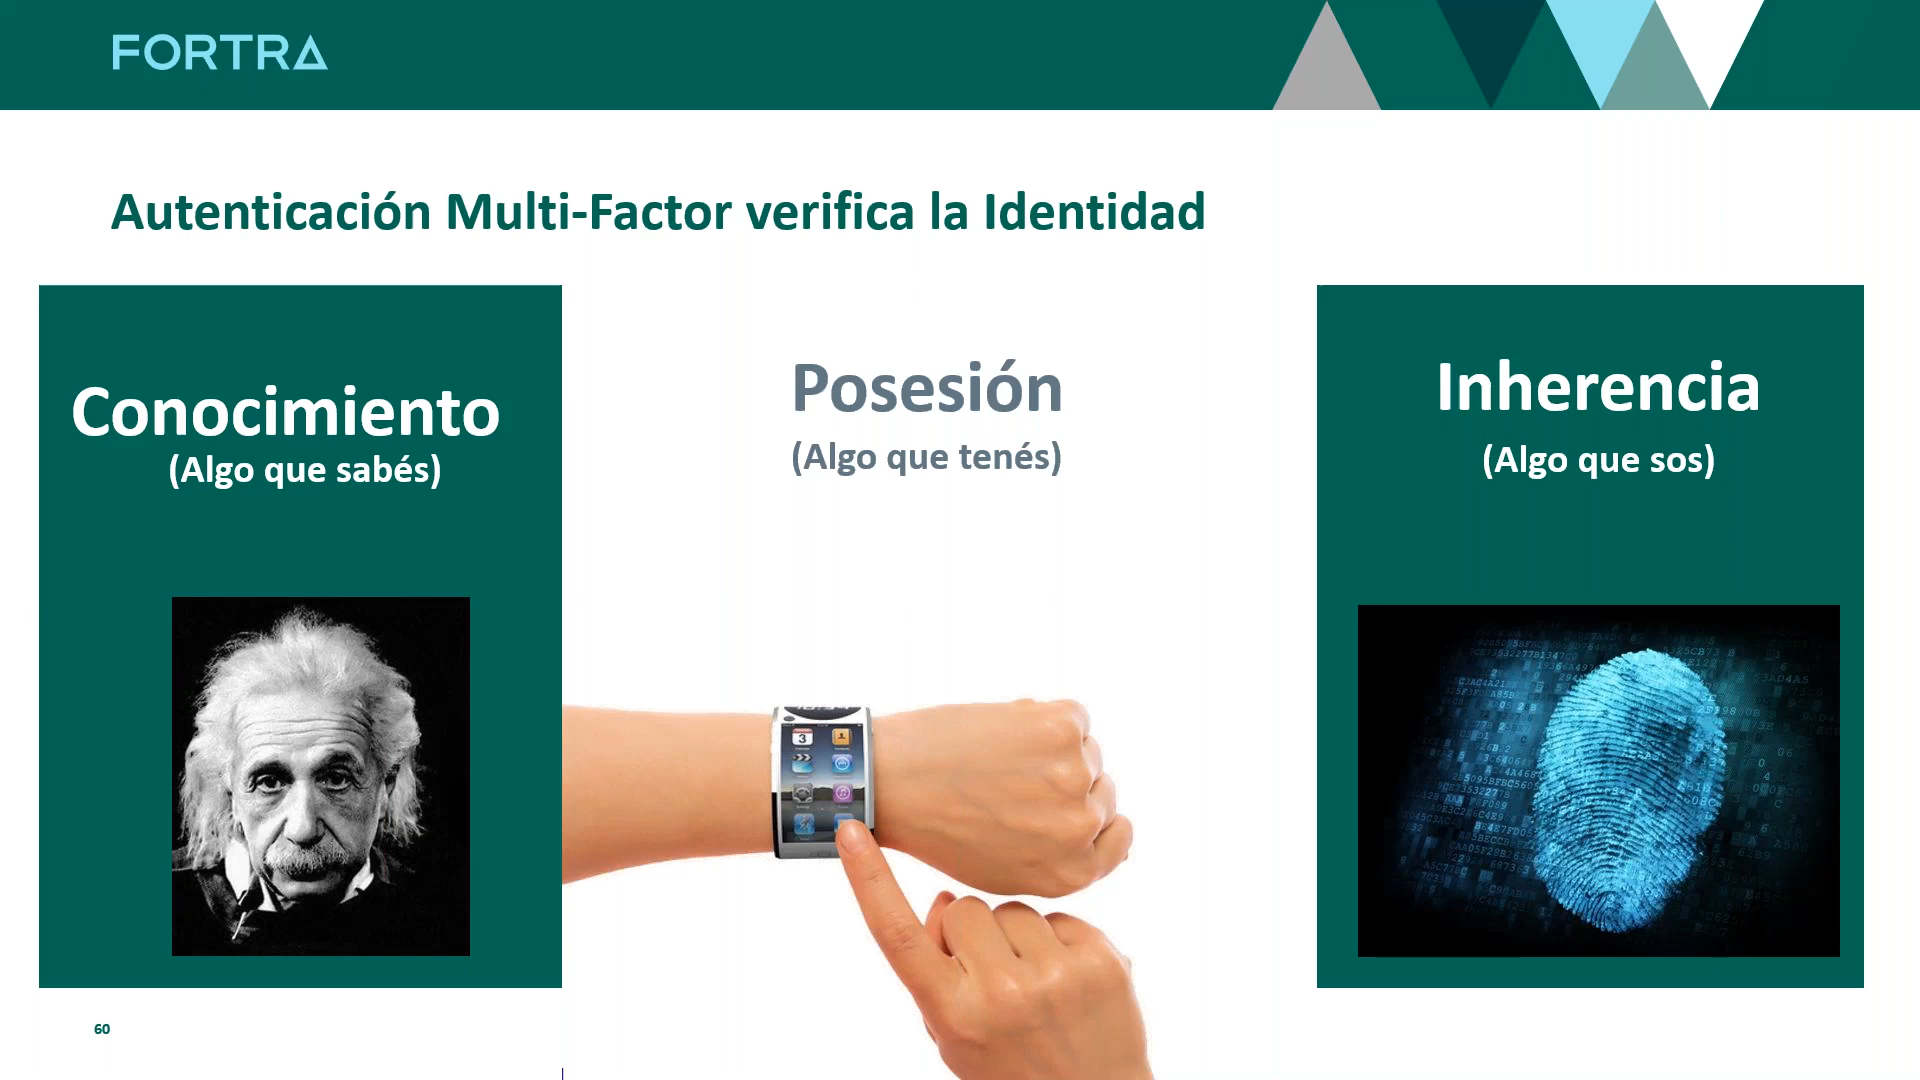 FORTRA
Autenticación Multi-Factor verifica la Identidad
Conocimiento
(Algo que sabés)
Posesión
(Algo que tenés)
Inherencia
(Algo que sos)
60